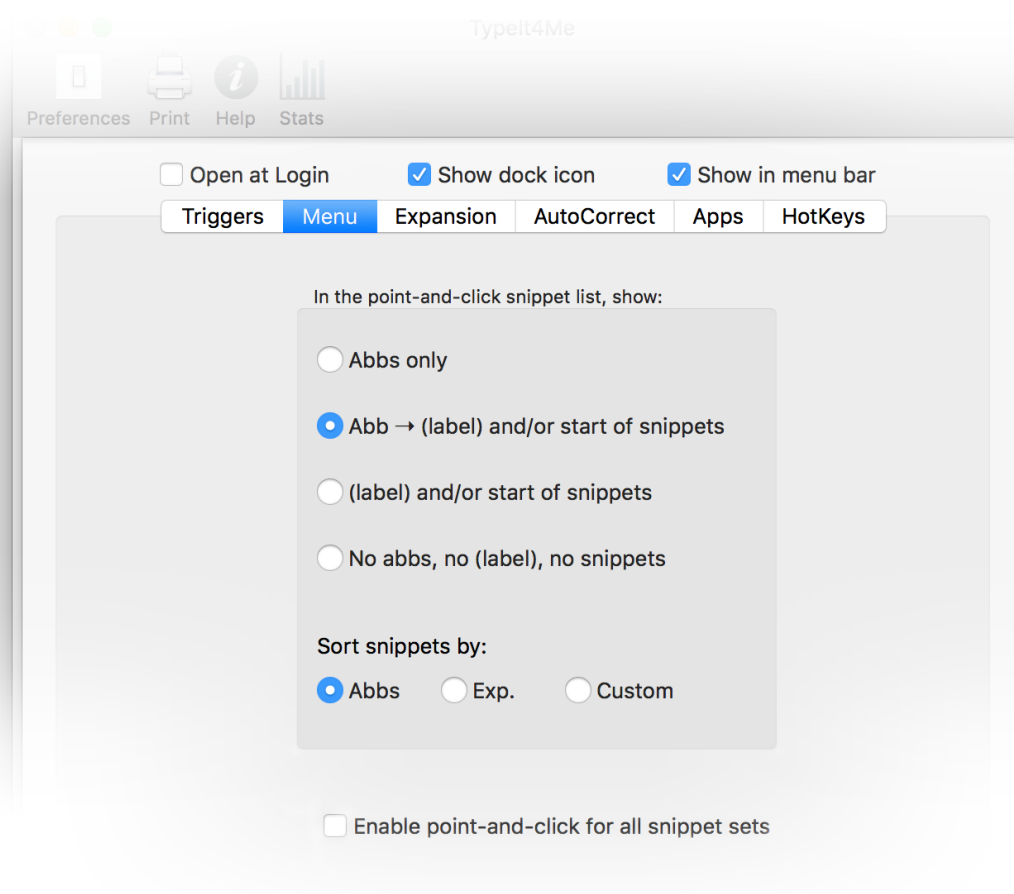 TypeIt4Me
Preferences Print Help Stats
Open at Login Show dock icon Show in menu bar
Triggers Menu Expansion AutoCorrect Apps HotKeys
In the point-and-click snippet list, show:
Abbs only
Abb → (label) and/or start of snippets
(label) and/or start of snippets
No abbs, no (label), no snippets
Sort snippets by:
Abbs Exp. Custom
Enable point-and-click for all snippet sets